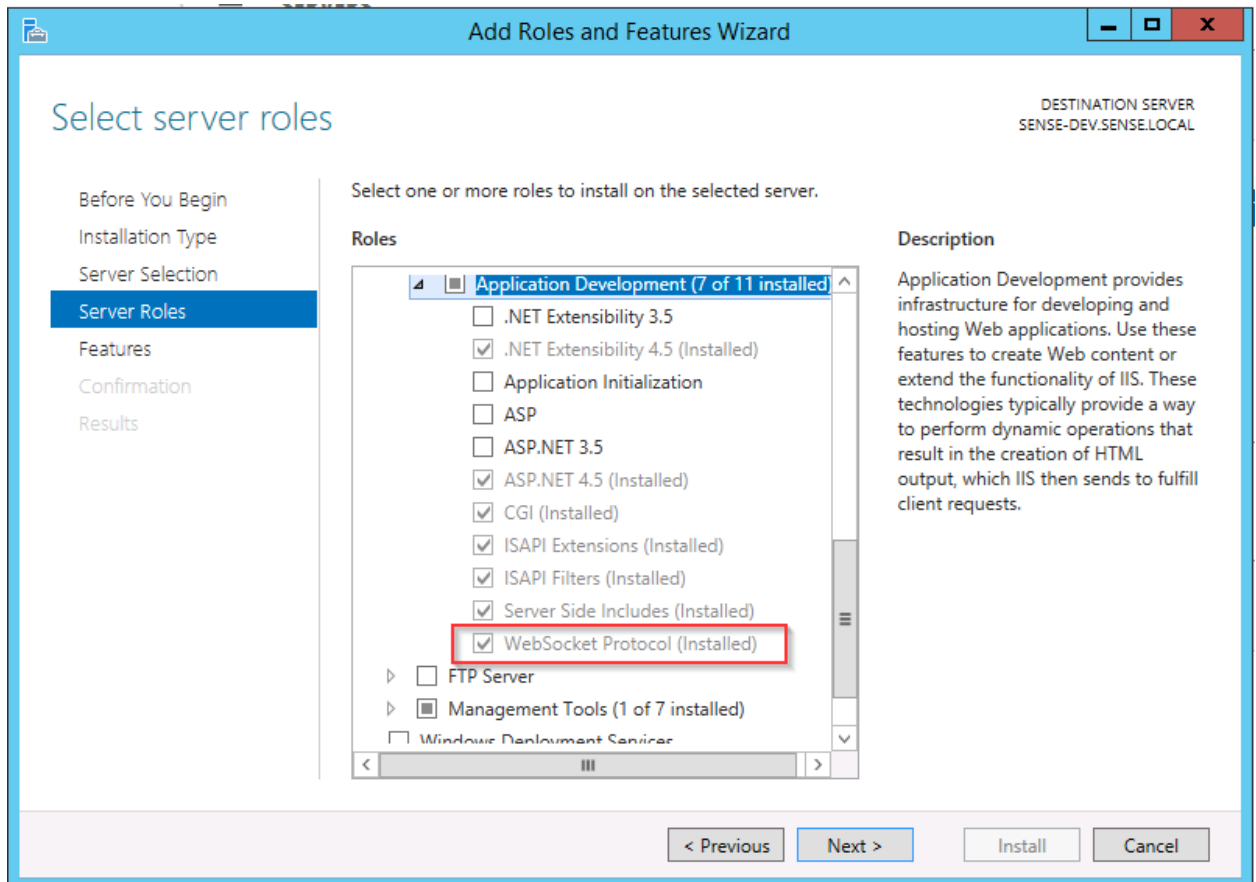 SERVERS
Add Roles and Features Wizard
Select server roles
DESTINATION SERVER
SENSE-DEV.SENSE.LOCAL
Before You Begin
Installation Type
Server Selection
Server Roles
Features
Confirmation
Results
Select one or more roles to install on the selected server.
Roles
Application Development (7 of 11 installed)
.NET Extensibility 3.5
.NET Extensibility 4.5 (Installed)
Application Initialization
ASP
ASP.NET 3.5
ASP.NET 4.5 (Installed)
CGI (Installed)
ISAPI Extensions (Installed)
ISAPI Filters (Installed)
Server Side Includes (Installed)
WebSocket Protocol (Installed)
FTP Server
Management Tools (1 of 7 installed)
Windows Deployment Services
Description
Application Development provides
infrastructure for developing and
hosting Web applications. Use these
features to create Web content or
extend the functionality of IIS. These
technologies typically provide a way
to perform dynamic operations that
result in the creation of HTML
output, which IIS then sends to fulfill
client requests.
< Previous
Next >
Install
Cancel